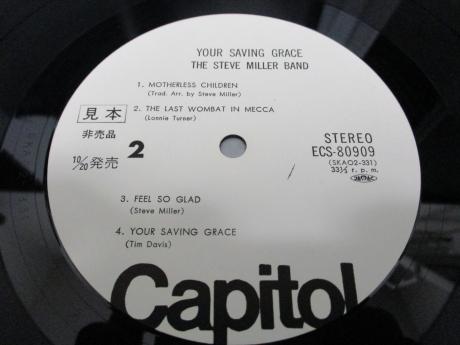 YOUR SAVING GRACE
THE STEVE MILLER BAND
1. MOTHERLESS CHILDREN
(Trad. Arr. by Steve Miller)
2. THE LAST WOMBAT IN MECCA
(Lonnie Turner)
見本
非売品
10/20発売
2
STEREO
ECS-80909
(SKAO2-331)
33⅓ r. p. m.
3. FEEL SO GLAD
(Steve Miller)
4. YOUR SAVING GRACE
(Tim Davis)
Capitol